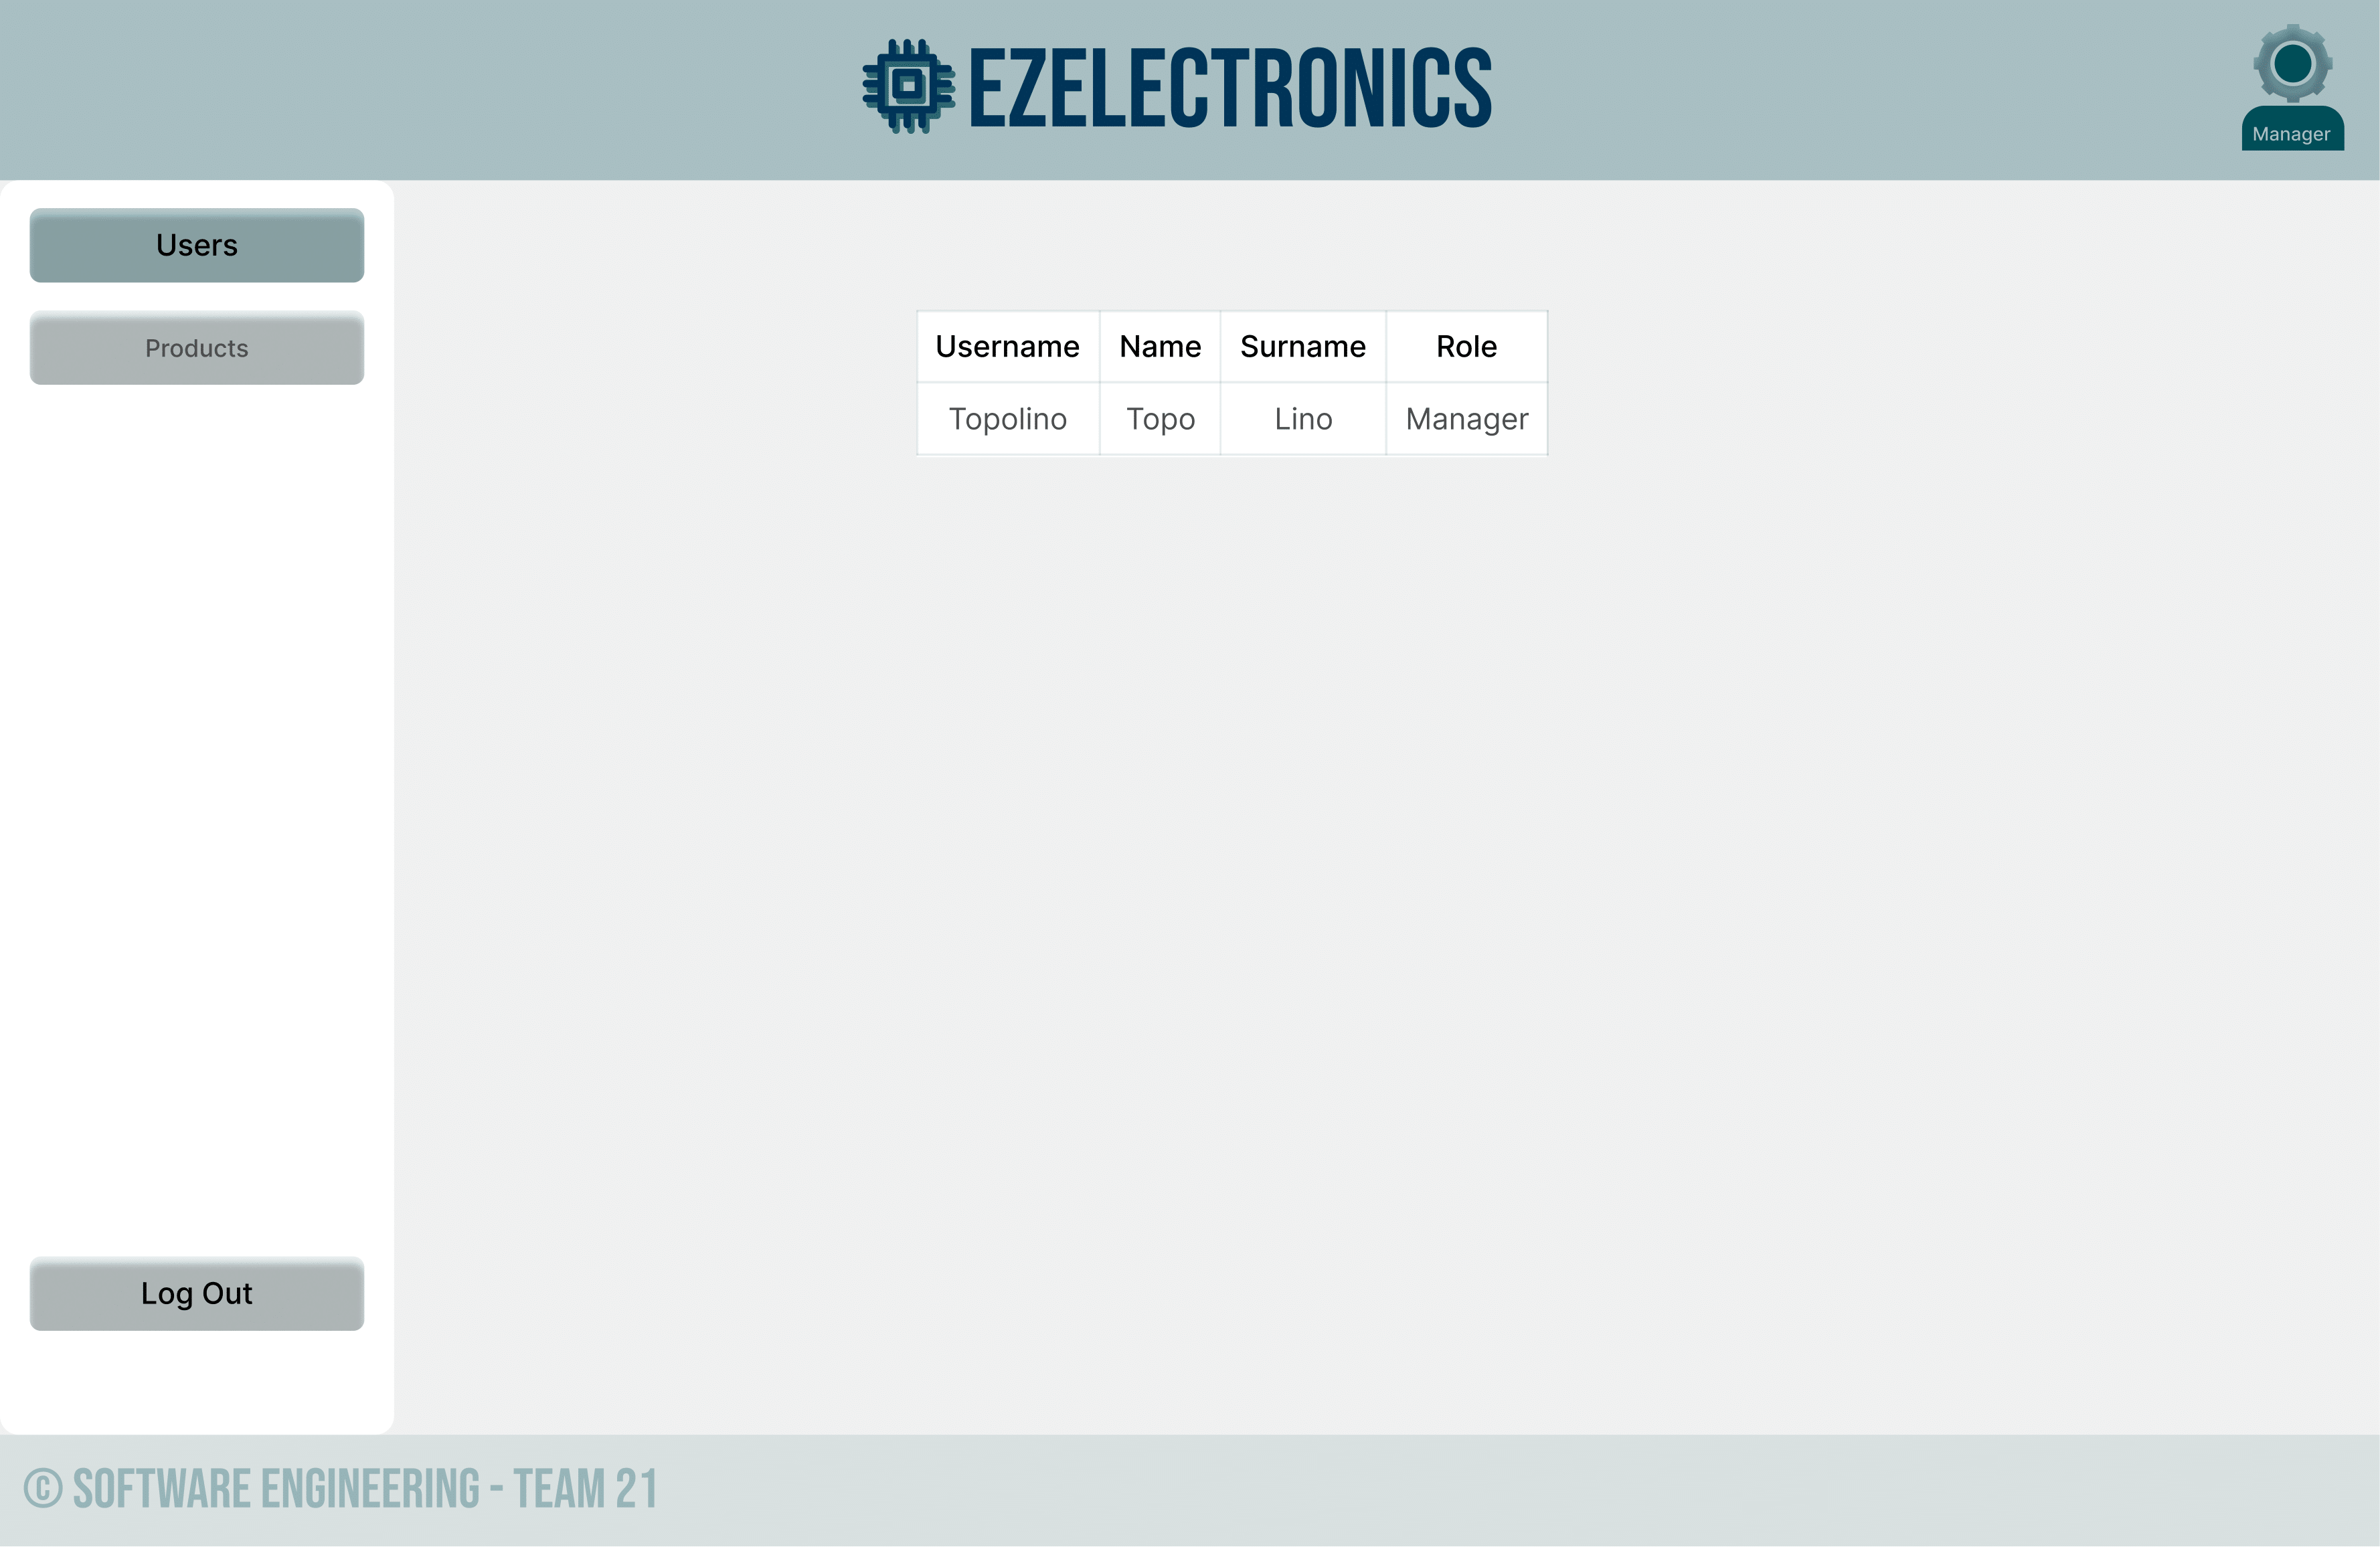 EZELECTRONICS
Manager
Users
Products
Username Name Surname Role
Topolino Topo Lino Manager
Log Out
© SOFTWARE ENGINEERING - TEAM 21